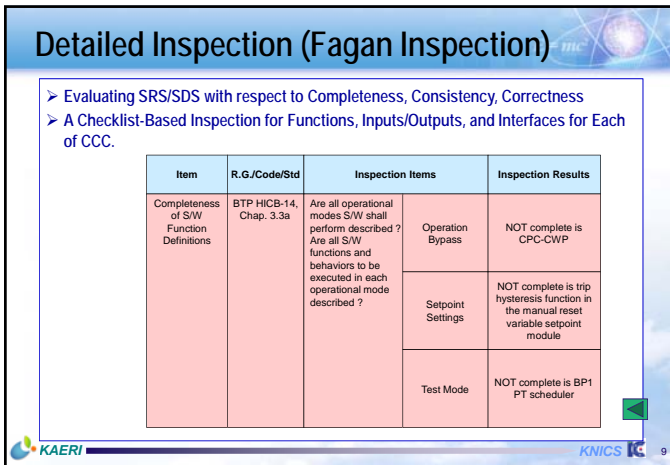 Detailed Inspection (Fagan Inspection)
➢ Evaluating SRS/SDS with respect to Completeness, Consistency, Correctness
➢ A Checklist-Based Inspection for Functions, Inputs/Outputs, and Interfaces for Each
of CCC.
Item
R.G./Code/Std
Inspection Items
Inspection Results
Completeness
of S/W
Function
Definitions
BTP HICB-14,
Chap. 3.3a
Are all operational
modes S/W shall
perform described ?
Are all S/W
functions and
behaviors to be
executed in each
operational mode
described ?
Operation
Bypass
NOT complete is
CPC-CWP
Setpoint
Settings
NOT complete is trip
hysteresis function in
the manual reset
variable setpoint
module
Test Mode
NOT complete is BP1
PT scheduler
KAERI
KNICS
9